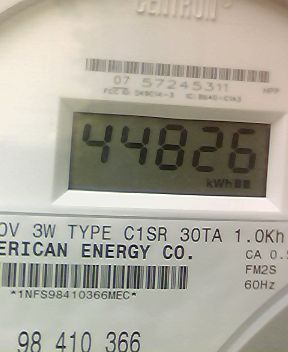 CENTRON®
07 57245311
44826
kWh
0V 3W TYPE C1SR 30TA 1.0Kh
ERICAN ENERGY CO.
CA 0.
FM2S
*1NFS98410366MEC*
60Hz
98 410 366